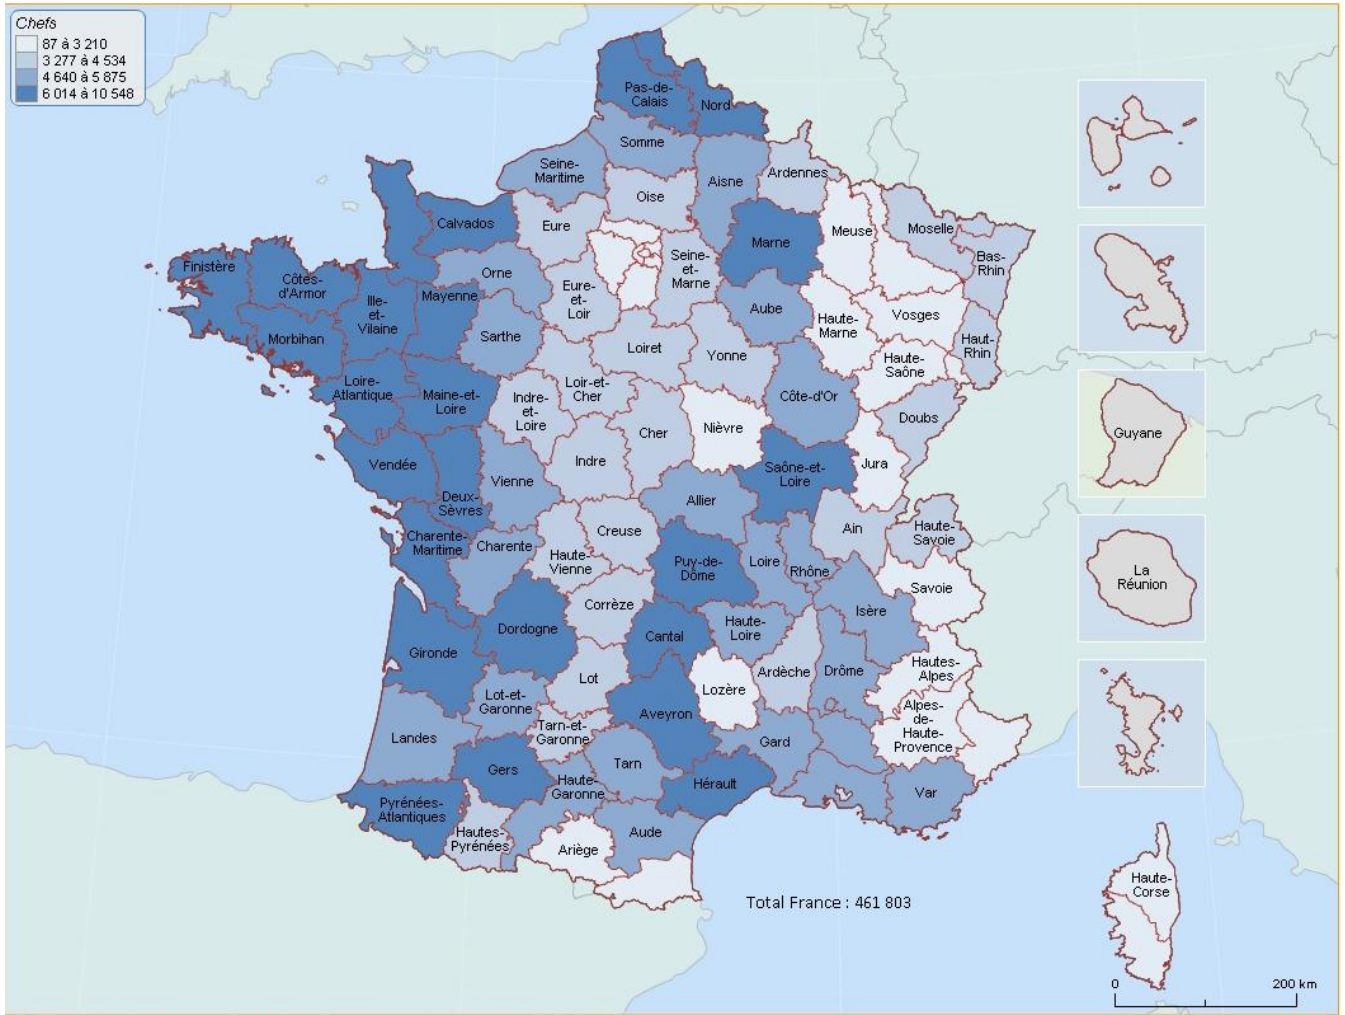 Chefs
87 à 3 210
3 277 à 4 534
4 640 à 5 875
6 014 à 10 548
Pas-de-
Calais
Nord
Somme
Seine-
Maritime
Aisne
Ardennes
Oise
Calvados
Eure
Marne
Meuse
Moselle
Bas-
Rhin
Finistère
Côtes-
d'Armor
Ille-
et-
Vilaine
Mayenne
Orne
Eure-
et-
Loir
Seine-
et-
Marne
Aube
Haute-
Marne
Vosges
Haut-
Rhin
Morbihan
Sarthe
Loiret
Yonne
Haute-
Saône
Loire-
Atlantique
Maine-et-
Loire
Indre-
et-
Loire
Loir-et-
Cher
Cher
Nièvre
Côte-d'Or
Doubs
Jura
Vendée
Deux-
Sèvres
Vienne
Indre
Allier
Saône-et-
Loire
Charente-
Maritime
Charente
Haute-
Vienne
Creuse
Puy-de-
Dôme
Loire
Rhône
Ain
Haute-
Savoie
Savoie
Isère
Gironde
Dordogne
Corrèze
Cantal
Haute-
Loire
Ardèche
Drôme
Hautes-
Alpes
Lot
Lozère
Aveyron
Lot-et-
Garonne
Tarn-et-
Garonne
Alpes-
de-
Haute-
Provence
Landes
Gers
Haute-
Garonne
Tarn
Gard
Hérault
Var
Pyrénées-
Atlantiques
Hautes-
Pyrénées
Ariège
Aude
Guyane
La
Réunion
Haute-
Corse
Total France : 461 803
0
200 km